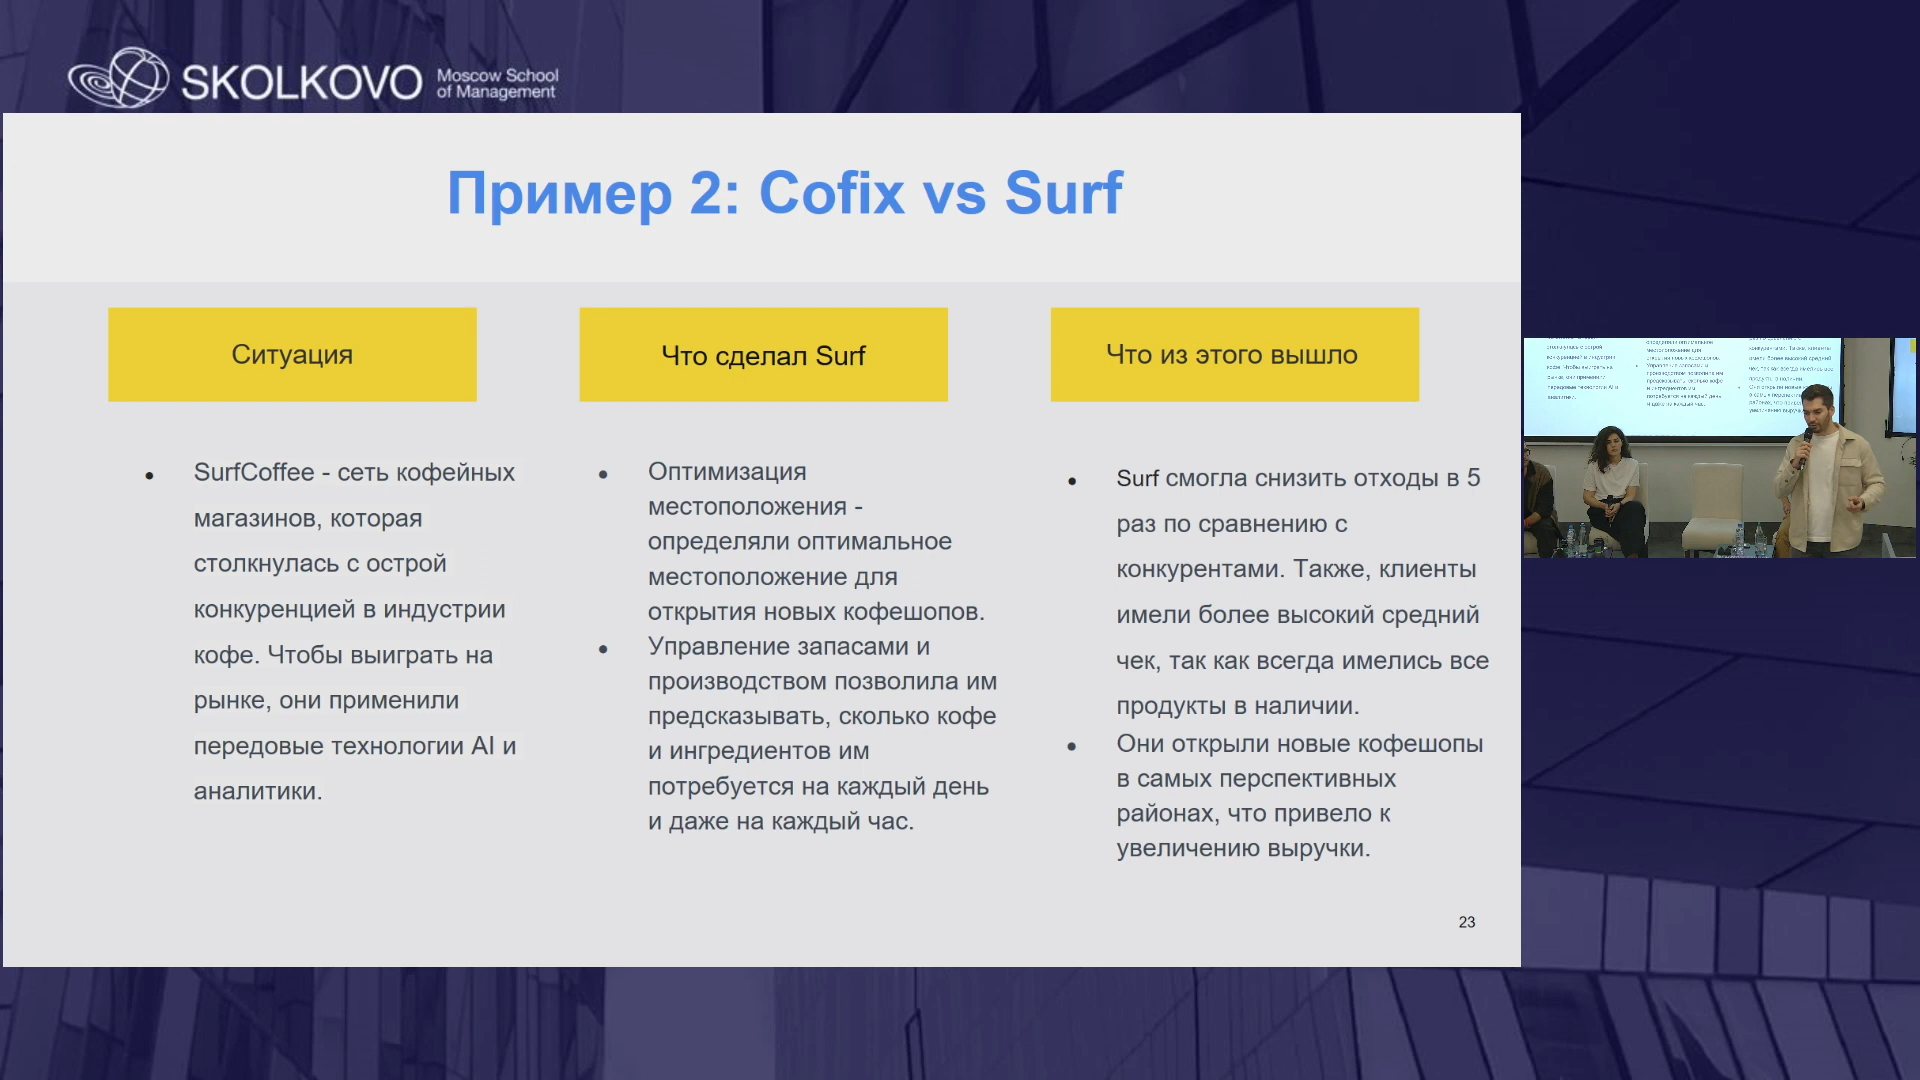 SKOLKOVO
Moscow School
of Management
Пример 2: Cofix vs Surf
Ситуация
SurfCoffee - сеть кофейных
магазинов, которая
столкнулась с острой
конкуренцией в индустрии
кофе. Чтобы выиграть на
рынке, они применили
передовые технологии AI и
аналитики.
Что сделал Surf
Оптимизация
местоположения -
определяли оптимальное
местоположение для
открытия новых кофешопов.
Управление запасами и
производством позволила им
предсказывать, сколько кофе
и ингредиентов им
потребуется на каждый день
и даже на каждый час.
Что из этого вышло
Surf смогла снизить отходы в 5
раз по сравнению с
конкурентами. Также, клиенты
имели более высокий средний
чек, так как всегда имелись все
продукты в наличии.
Они открыли новые кофешопы
в самых перспективных
районах, что привело к
увеличению выручки.
23